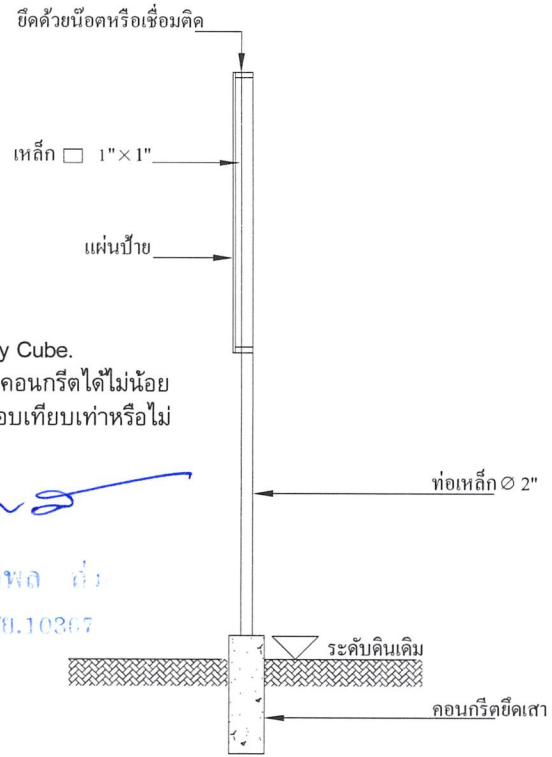 ยึดด้วยน๊อตหรือเชื่อมติด
เหล็ก □ 1"×1"
แผ่นป้าย
y Cube.
คอนกรีตได้ไม่น้อย
อบเทียบเท่าหรือไม่
ท่อเหล็ก Ø 2"
พล
ย.10367
ระดับดินเดิม
คอนกรีตยึดเสา